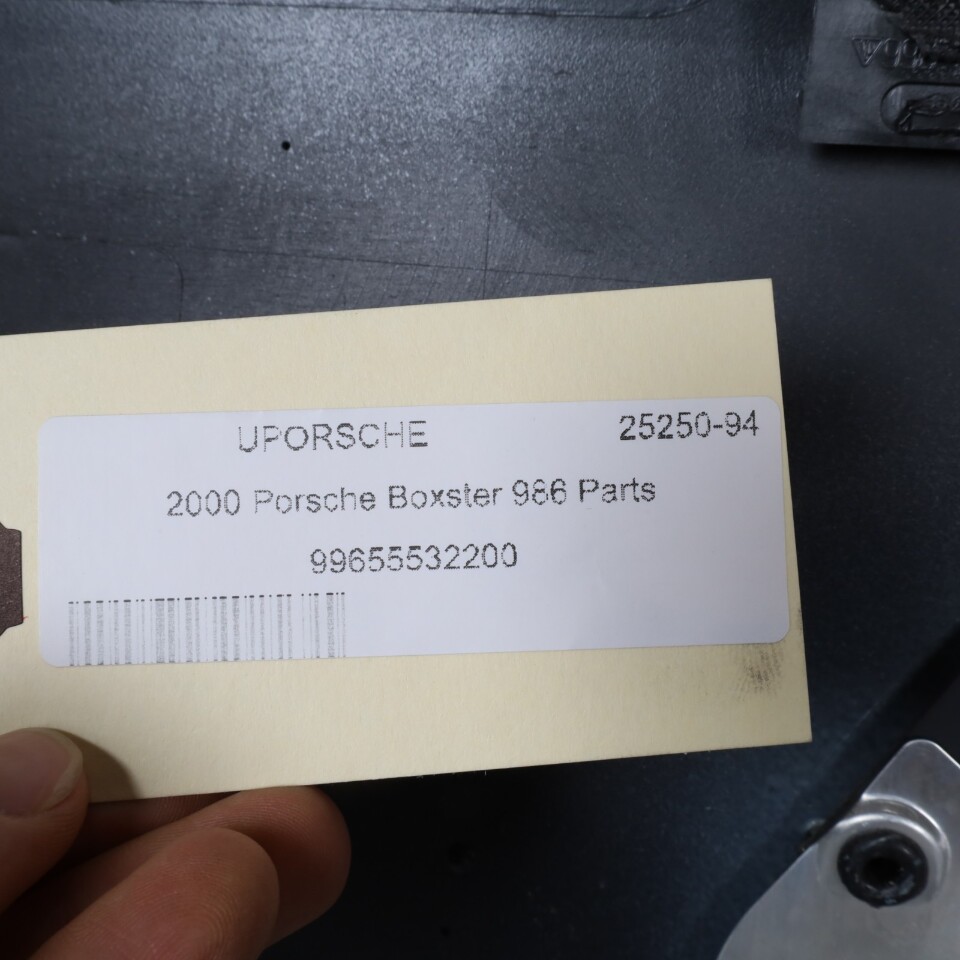 UPORSCHE 25250-94
2000 Porsche Boxster 986 Parts
99655532200